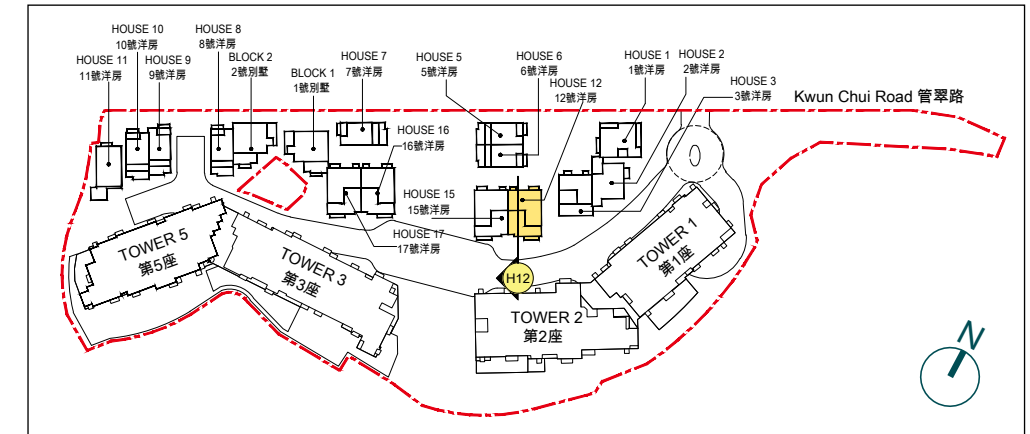 HOUSE 10
10號洋房
HOUSE 8
8號洋房
HOUSE 11
11號洋房
HOUSE 9
9號洋房
BLOCK 2
2號別墅
BLOCK 1
1號別墅
HOUSE 7
7號洋房
HOUSE 5
5號洋房
HOUSE 6
6號洋房
HOUSE 12
12號洋房
HOUSE 1
1號洋房
HOUSE 2
2號洋房
HOUSE 3
3號洋房
Kwun Chui Road 管翠路
HOUSE 16
16號洋房
HOUSE 15
15號洋房
HOUSE 17
17號洋房
TOWER 5
第5座
TOWER 3
第3座
H12
TOWER 2
第2座
TOWER 1
第1座
N